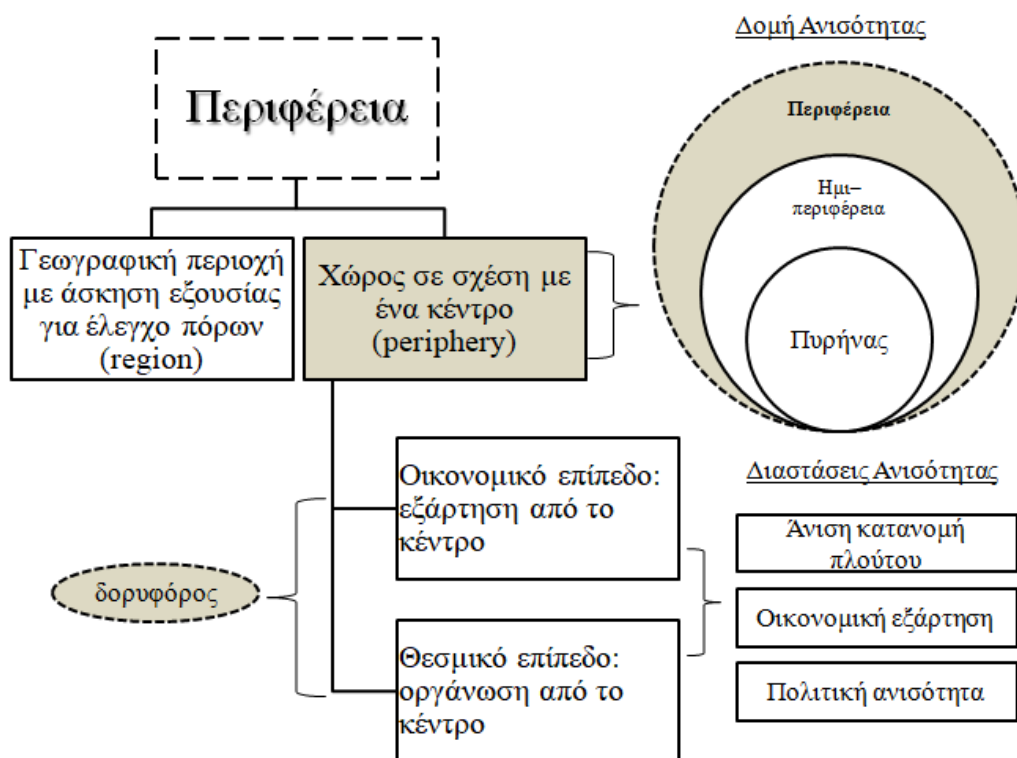 Περιφέρεια
Γεωγραφική περιοχή
με άσκηση εξουσίας
για έλεγχο πόρων
(region)
Χώρος σε σχέση με
ένα κέντρο
(periphery)
Δομή Ανισότητας
Περιφέρεια
Ημι–
περιφέρεια
Πυρήνας
δορυφόρος
Οικονομικό επίπεδο:
εξάρτηση από το
κέντρο
Θεσμικό επίπεδο:
οργάνωση από το
κέντρο
Διαστάσεις Ανισότητας
Άνιση κατανομή
πλούτου
Οικονομική εξάρτηση
Πολιτική ανισότητα